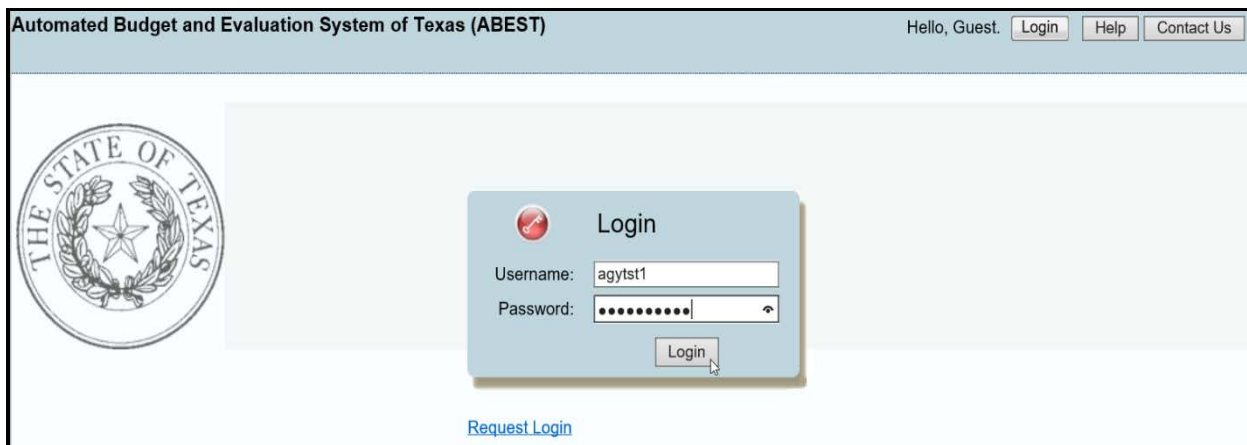 Automated Budget and Evaluation System of Texas (ABEST)
Hello, Guest. Login Help Contact Us
THE STATE OF TEXAS
Login
Username: agytst1
Password: ••••••••••
Login
Request Login